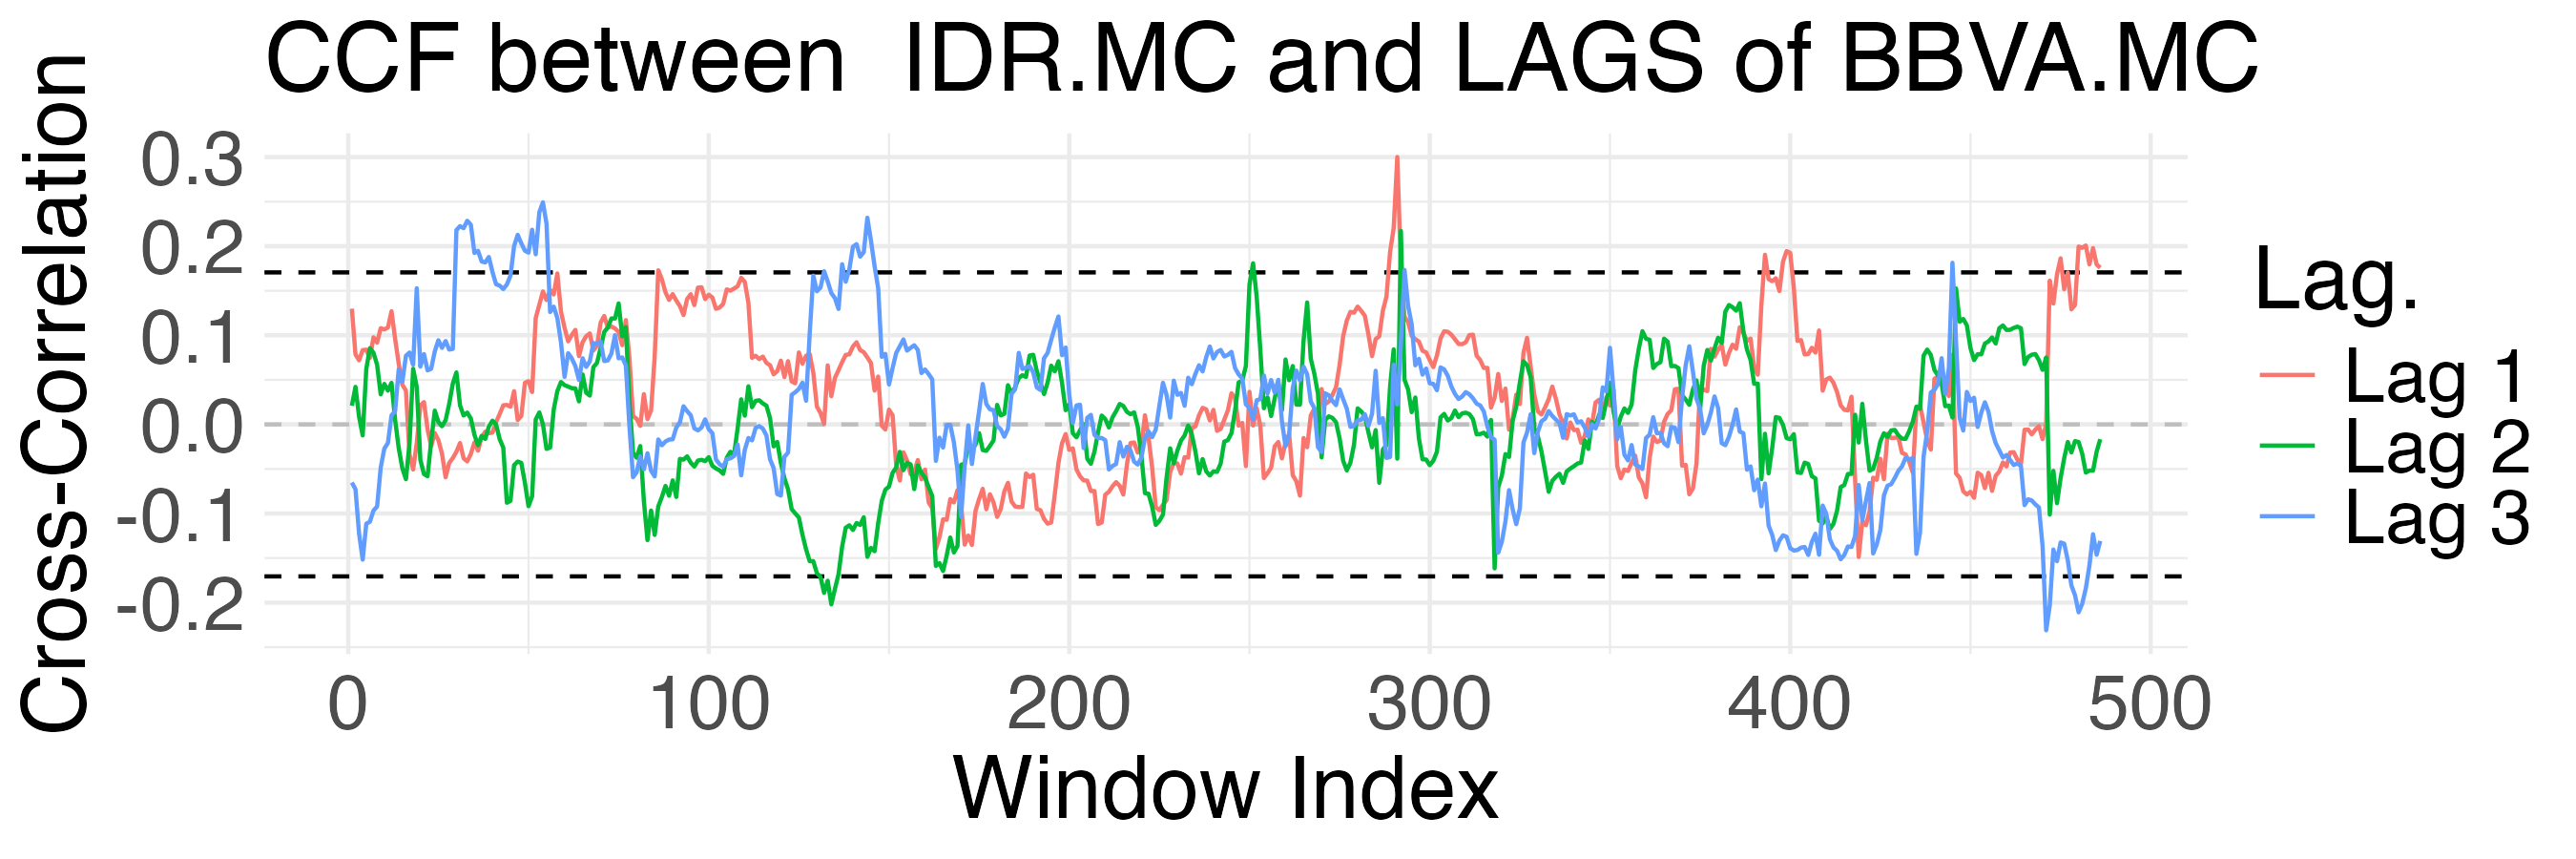 CCF between  IDR.MC and LAGS of BBVA.MC
Cross-Correlation
0.3
0.2
0.1
0.0
-0.1
-0.2
0 100 200 300 400 500
Window Index
Lag.
Lag 1
Lag 2
Lag 3